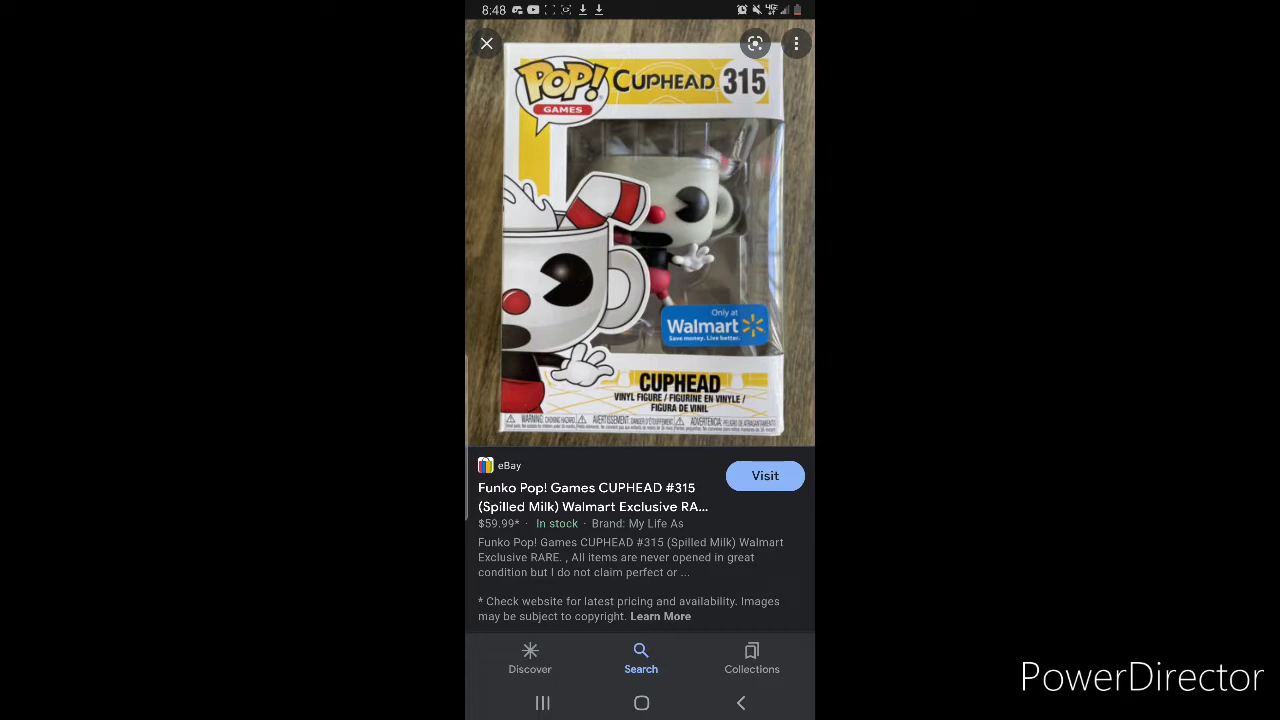 8:48
POP!
GAMES
CUPHEAD
315
Only at
Walmart
Save money. Live better.
CUPHEAD
VINYL FIGURE / FIGURINE EN VINYLE /
FIGURA DE VINIL
eBay
Visit
Funko Pop! Games CUPHEAD #315
(Spilled Milk) Walmart Exclusive RA...
$59.99* · In stock · Brand: My Life As
Funko Pop! Games CUPHEAD #315 (Spilled Milk) Walmart
Exclusive RARE. , All items are never opened in great
condition but I do not claim perfect or ...
* Check website for latest pricing and availability. Images
may be subject to copyright. Learn More
Discover
Search
Collections
PowerDirector